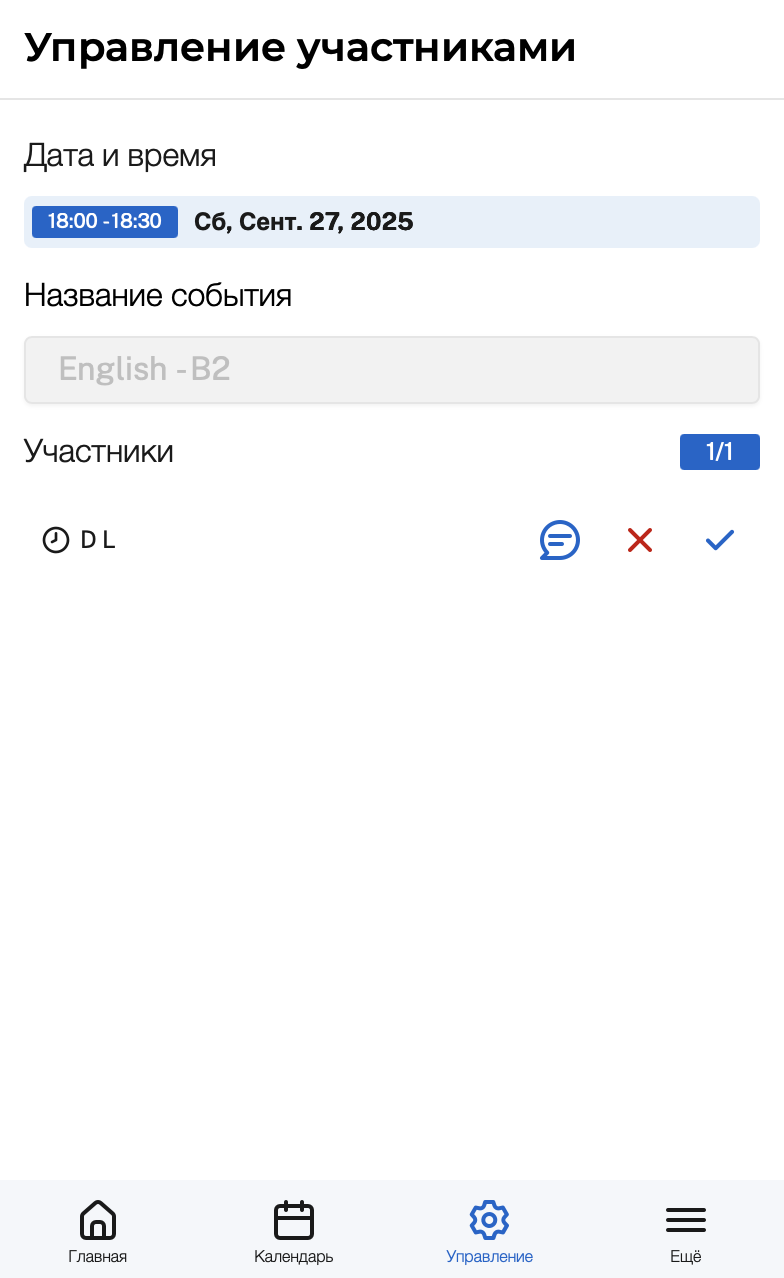 Управление участниками
Дата и время
18:00 - 18:30 Сб, Сент. 27, 2025
Название события
English - B2
Участники 1/1
D L
Главная Календарь Управление Ещё